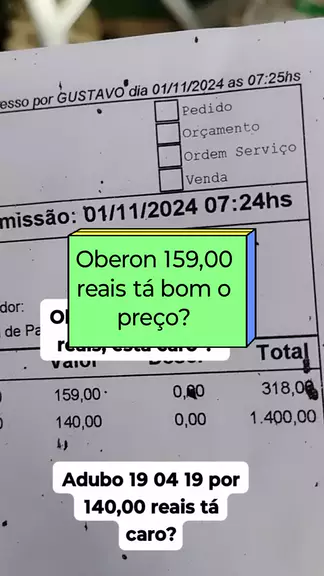 esso por GUSTAVO dia 01/11/2024 as 07:25hs
Pedido
Orçamento
Ordem Serviço
Venda
missão: 01/11/2024 07:24hs
Oberon 159,00
reais tá bom o
preço?
dor:
de Pa
Valor Total
159,00 0,00 318,00
140,00 0,00 1.400,00
Adubo 19 04 19 por
140,00 reais tá
caro?